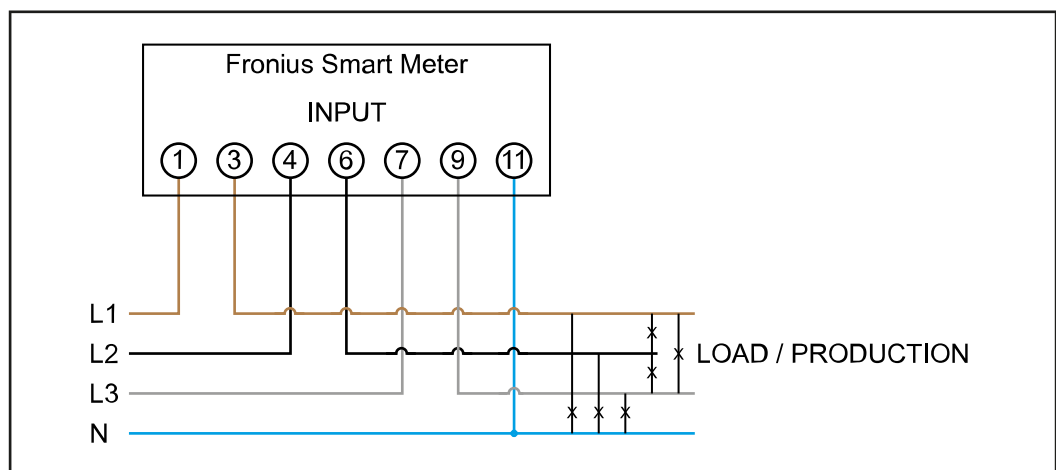 Fronius Smart Meter
INPUT
1 3 4 6 7 9 11
L1
L2
LOAD / PRODUCTION
L3
N